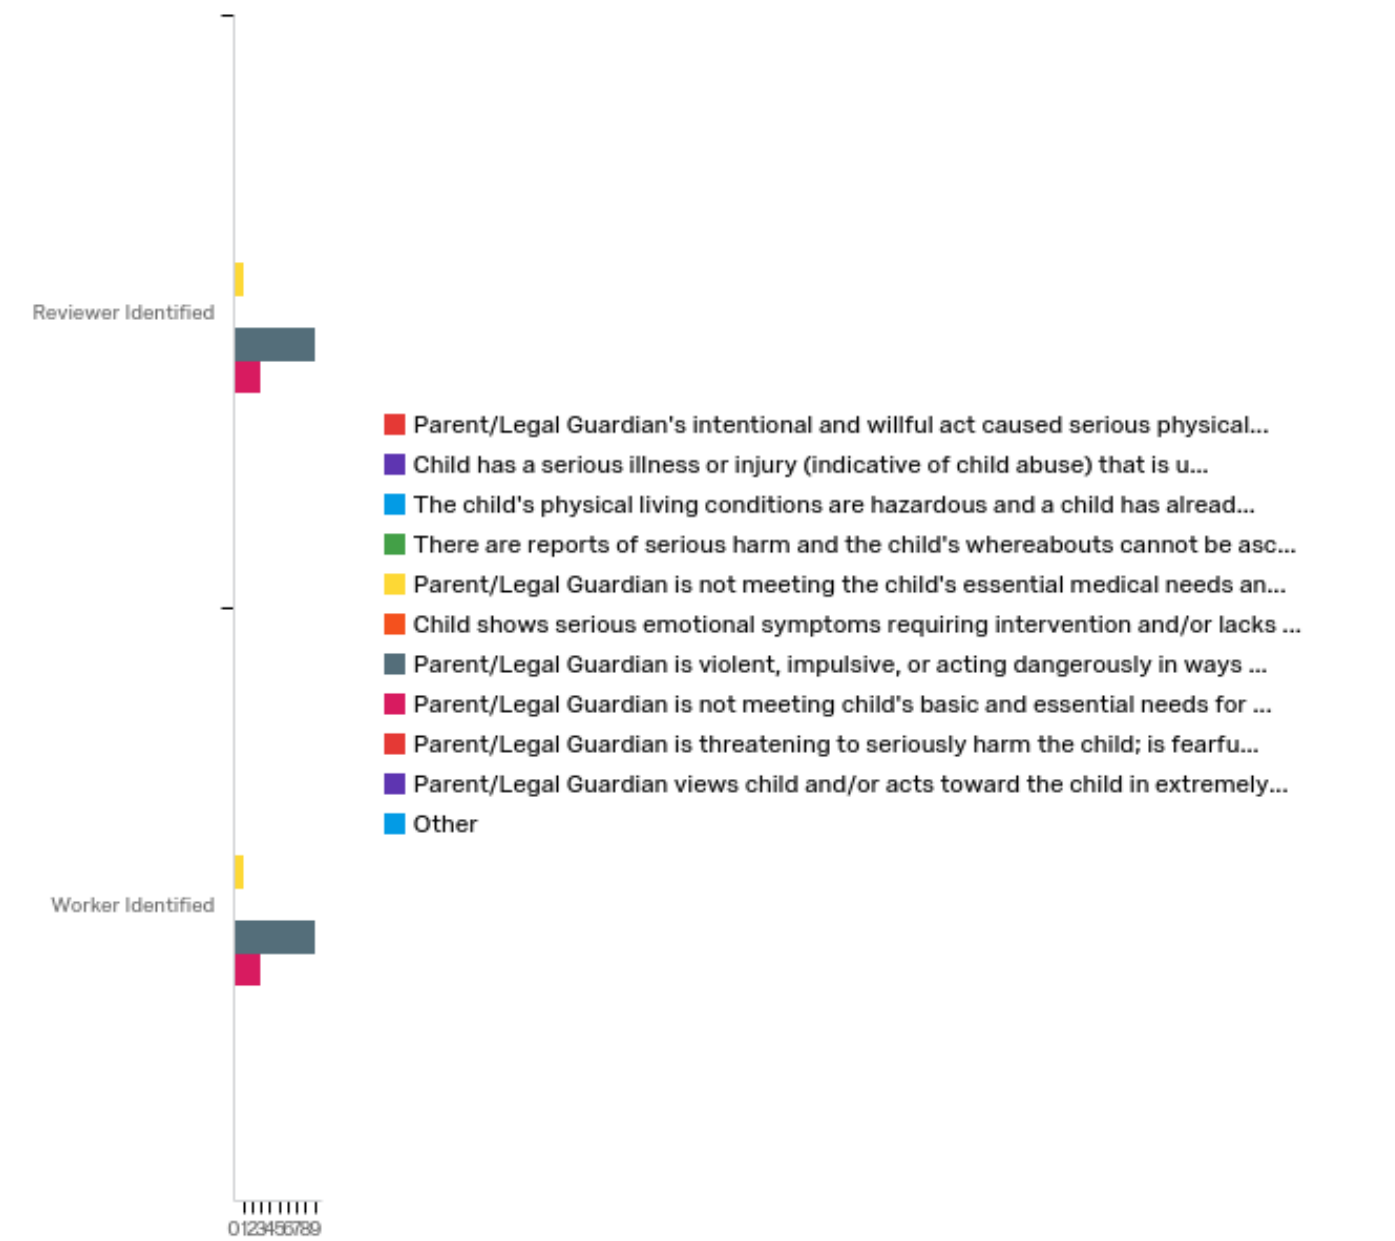 Reviewer Identified
Parent/Legal Guardian's intentional and willful act caused serious physical...
Child has a serious illness or injury (indicative of child abuse) that is u...
The child's physical living conditions are hazardous and a child has alread...
There are reports of serious harm and the child's whereabouts cannot be asc...
Parent/Legal Guardian is not meeting the child's essential medical needs an...
Child shows serious emotional symptoms requiring intervention and/or lacks ...
Parent/Legal Guardian is violent, impulsive, or acting dangerously in ways ...
Parent/Legal Guardian is not meeting child's basic and essential needs for ...
Parent/Legal Guardian is threatening to seriously harm the child; is fearfu...
Parent/Legal Guardian views child and/or acts toward the child in extremely...
Other
Worker Identified
0123456789